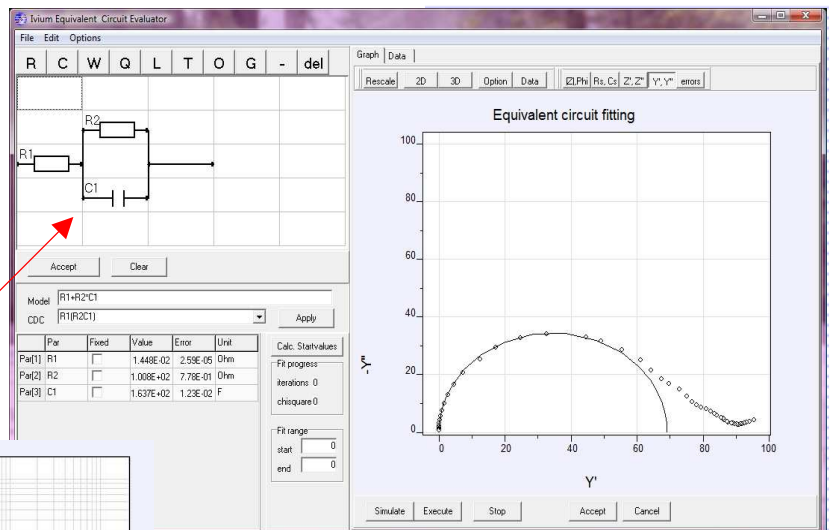 Ivium Equivalent Circuit Evaluator
File Edit Options
R C W Q L T O G - del
R2
R1
C1
Accept Clear
Model R1+R2*C1
CDC R1(R2C1) Apply
Par Fixed Value Error Unit
Par[1] R1 1.448E-02 2.59E-05 Ohm
Par[2] R2 1.008E+02 7.78E-01 Ohm
Par[3] C1 1.637E+02 1.23E-02 F
Calc. Startvalues
Fit progress
iterations 0
chisquare 0
Fit range
start 0
end 0
Graph Data
Rescale 2D 3D Option Data |Z|,Phi Rs, Cs Z', Z" Y', Y" errors
Equivalent circuit fitting
100
80
60
40
20
0
-Y"
0 20 40 60 80 100
Y'
Simulate Execute Stop Accept Cancel